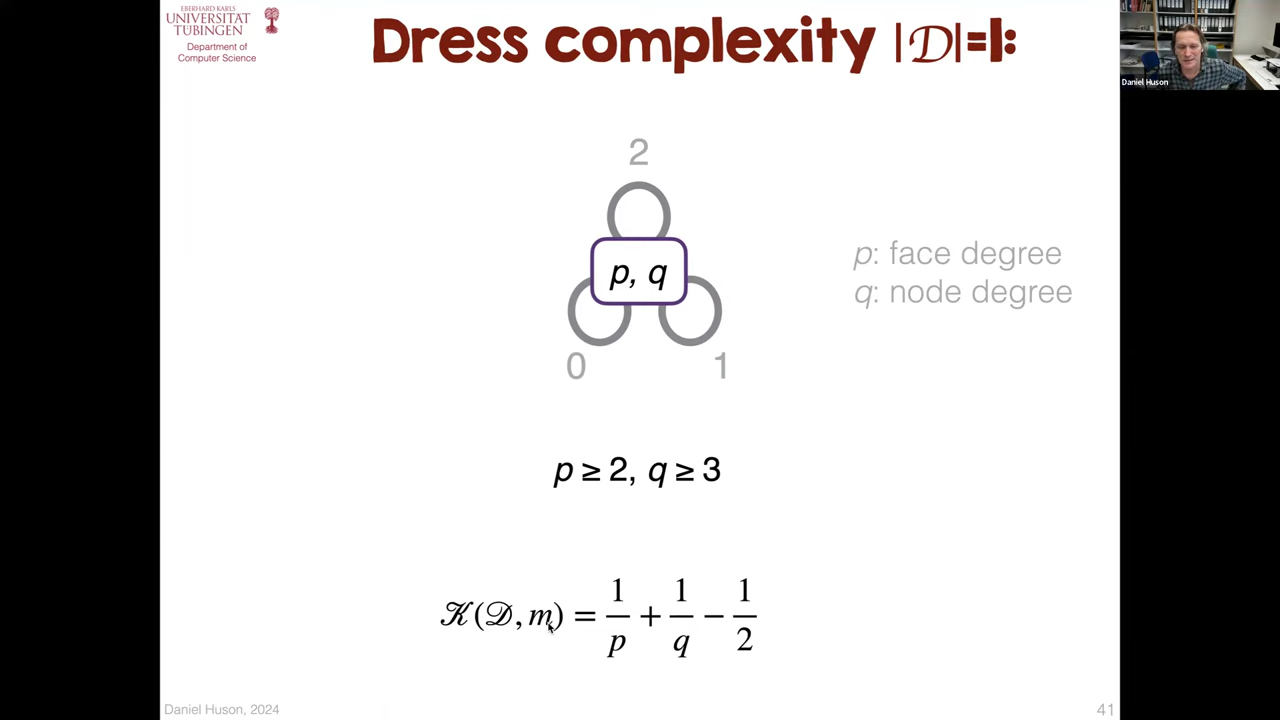 EBERHARD KARLS
UNIVERSITÄT
TÜBINGEN
Department of
Computer Science
Dress complexity |𝒟|=1:
Daniel Huson
2
p, q
0
1
p: face degree
q: node degree
p ≥ 2, q ≥ 3
𝒦(𝒟, m) = 1/p + 1/q − 1/2
Daniel Huson, 2024
41